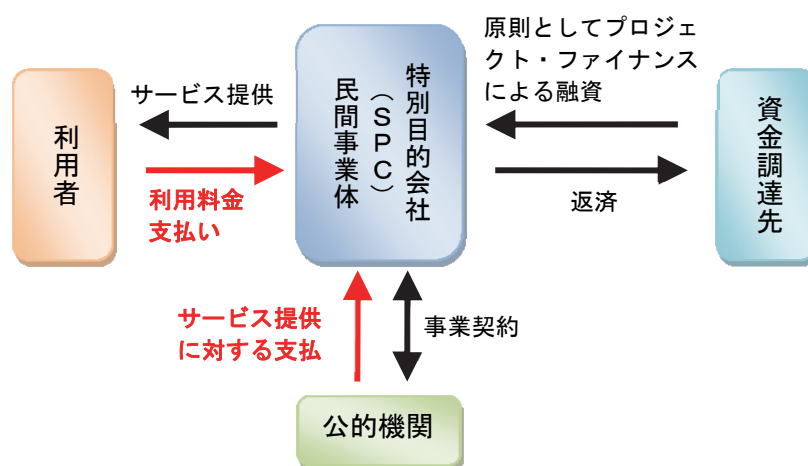 原則としてプロジェ
クト・ファイナンス
による融資
サービス提供
利用者
特別目的会社
（SPC）
民間事業体
資金調達先
利用料金
支払い
返済
サービス提供
に対する支払
事業契約
公的機関